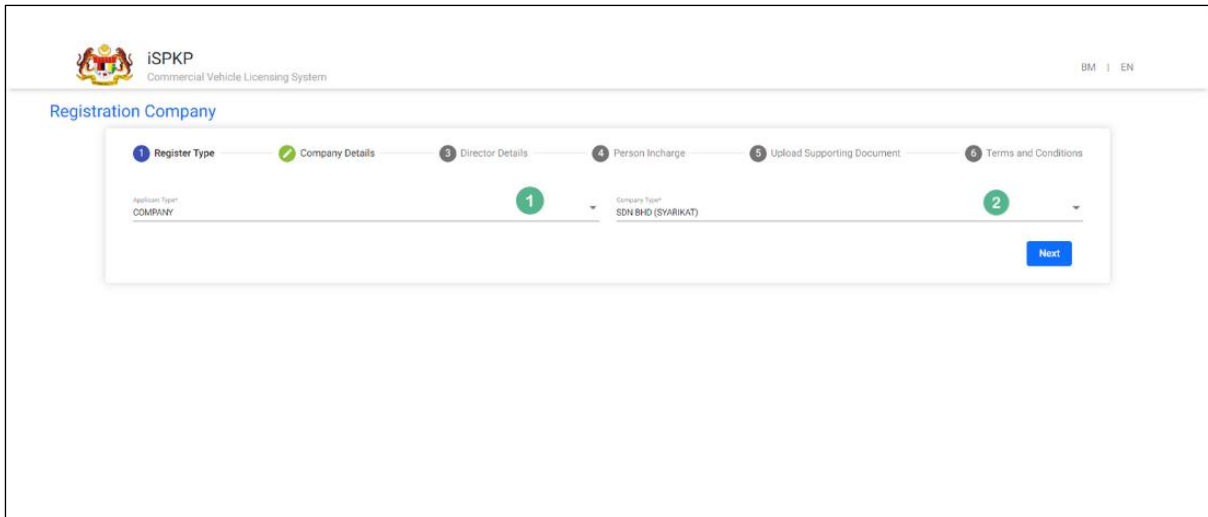 iSPKP
Commercial Vehicle Licensing System
BM | EN
Registration Company
1 Register Type Company Details 3 Director Details 4 Person Incharge 5 Upload Supporting Document 6 Terms and Conditions
Applicant Type* 1 Company Type* 2
COMPANY SDN BHD (SYARIKAT)
Next